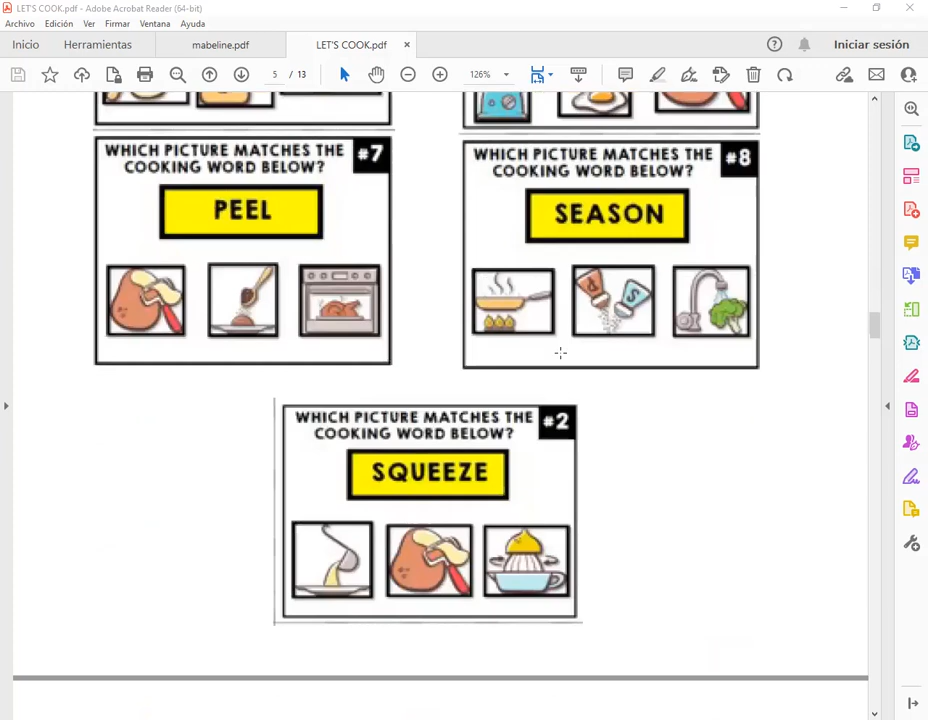 LET'S COOK.pdf - Adobe Acrobat Reader (64-bit)
Archivo Edición Ver Firmar Ventana Ayuda
Inicio Herramientas mabeline.pdf LET'S COOK.pdf × Iniciar sesión
5 / 13 126%
WHICH PICTURE MATCHES THE
COOKING WORD BELOW?
#7
PEEL
WHICH PICTURE MATCHES THE
COOKING WORD BELOW?
#8
SEASON
P S
WHICH PICTURE MATCHES THE
COOKING WORD BELOW?
#2
SQUEEZE